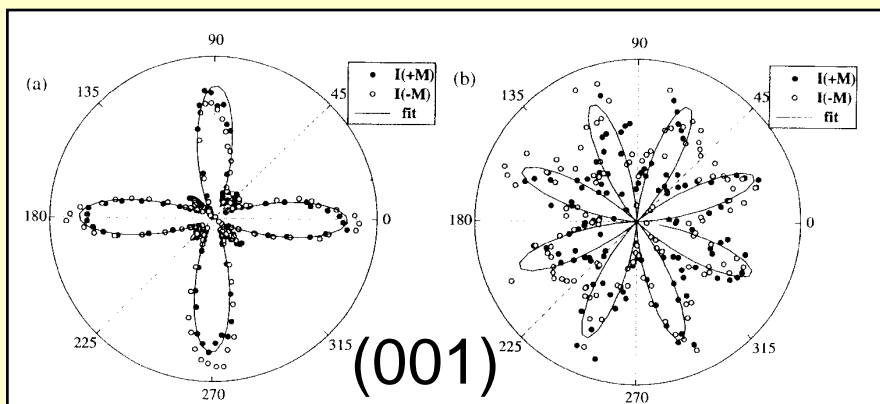 (a)
90
135
45
180
0
225
315
270
● I(+M)
○ I(-M)
— fit
(b)
90
135
45
180
0
225
315
270
● I(+M)
○ I(-M)
---- fit
(001)